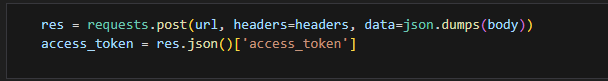 res = requests.post(url, headers=headers, data=json.dumps(body))
access_token = res.json()['access_token']